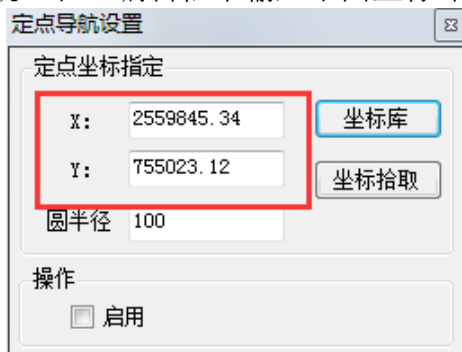 定点导航设置
定点坐标指定
X: 2559845.34 坐标库
Y: 755023.12 坐标拾取
圆半径 100
操作
启用